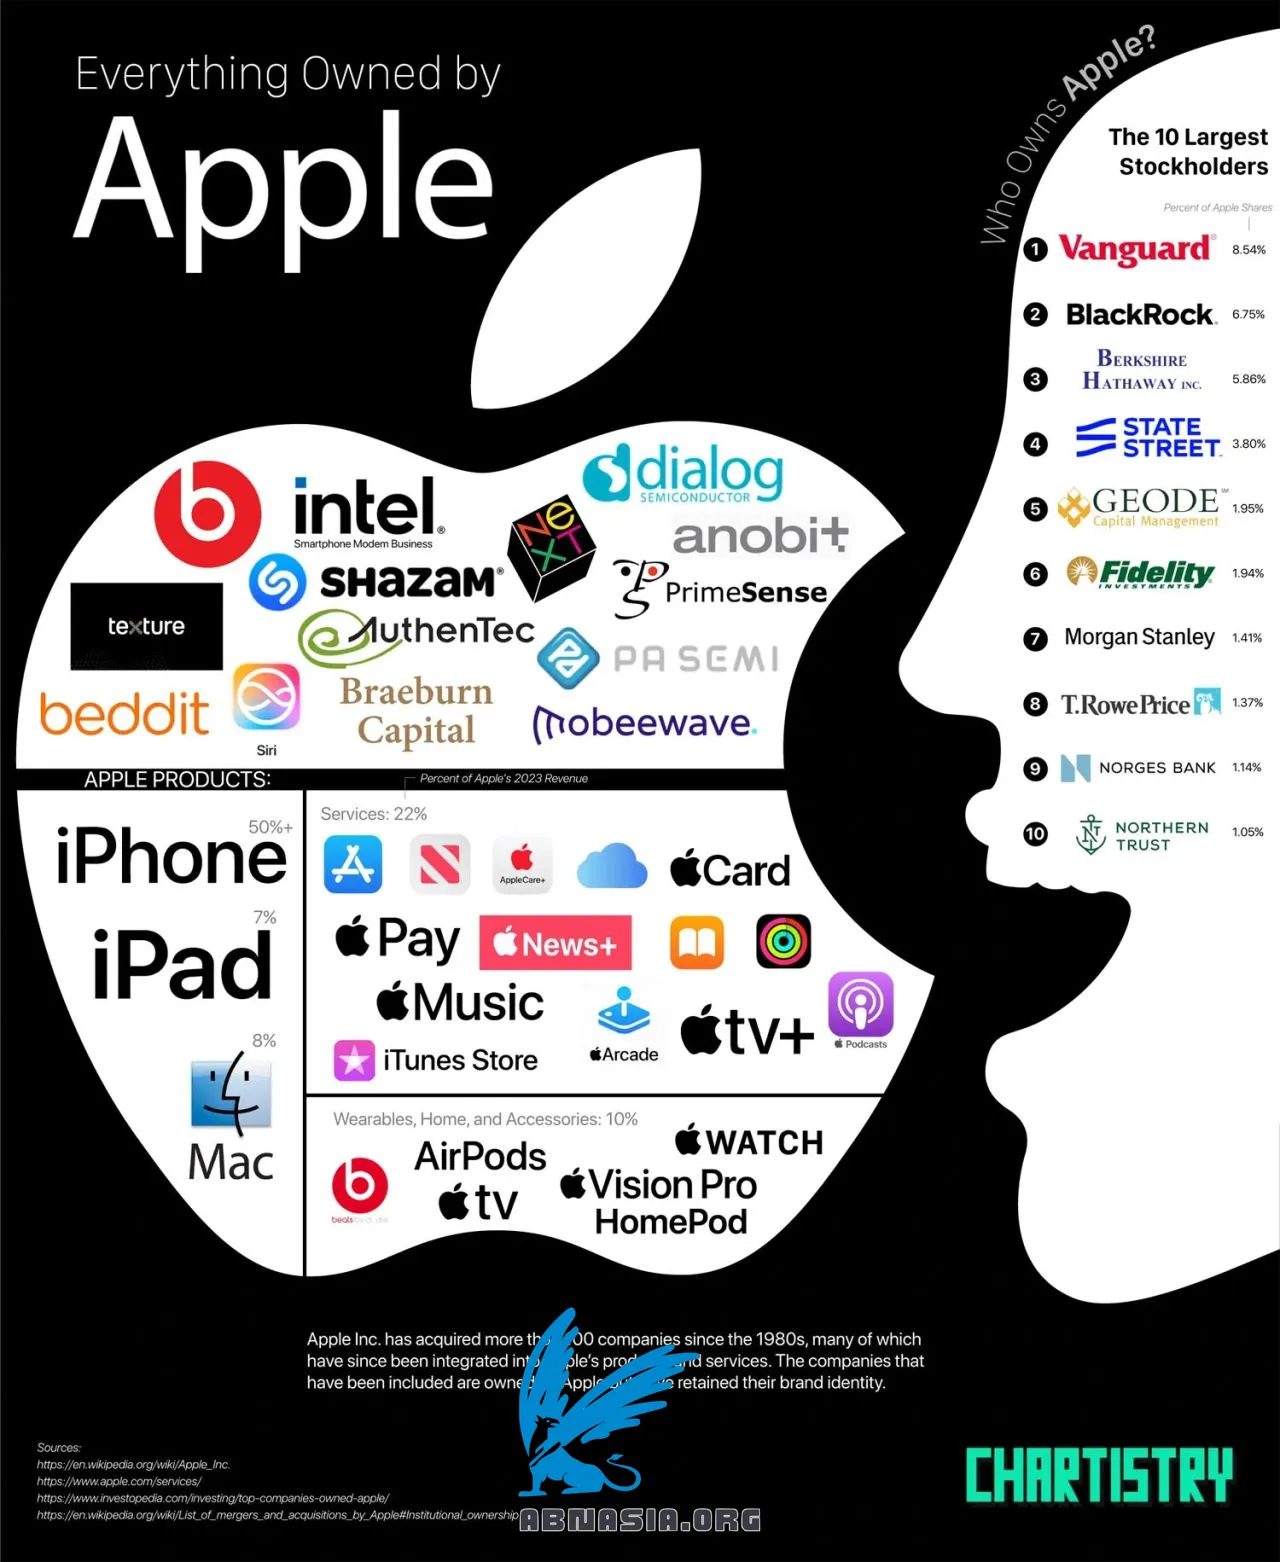 Everything Owned by
Apple
Who Owns Apple?
The 10 Largest
Stockholders
Percent of Apple Shares
1 Vanguard® 8.54%
2 BlackRock. 6.75%
3 BERKSHIRE HATHAWAY INC. 5.86%
4 STATE STREET 3.80%
5 GEODE Capital Management℠ 1.95%
6 Fidelity INVESTMENTS 1.94%
7 Morgan Stanley 1.41%
8 T.RowePrice 1.37%
9 NORGES BANK 1.14%
10 NORTHERN TRUST 1.05%
b
intel®
Smartphone Modem Business
NeXT
dialog
SEMICONDUCTOR
anobit
SHAZAM®
PrimeSense
texture
AuthenTec
PA SEMI
beddit
Siri
Braeburn
Capital
mobeewave.
APPLE PRODUCTS:
Percent of Apple's 2023 Revenue
50%+
iPhone
7%
iPad
8%
Mac
Services: 22%
AppleCare+
Card
Pay
News+
Music
Arcade
tv+
Podcasts
iTunes Store
Wearables, Home, and Accessories: 10%
b
beats
AirPods
WATCH
tv
Vision Pro
HomePod
Apple Inc. has acquired more 00 companies since the 1980s, many of which
have since been integrated and services. The companies that
have been included are Apple retained their brand identity.
Sources:
https://en.wikipedia.org/wiki/Apple_Inc.
https://www.apple.com/services/
https://www.investopedia.com/investing/top-companies-owned-apple/
https://en.wikipedia.org/wiki/List_of_mergers_and_acquisitions_by_Apple#Institutional_ownership
ABNASIA.ORG
CHARTISTRY